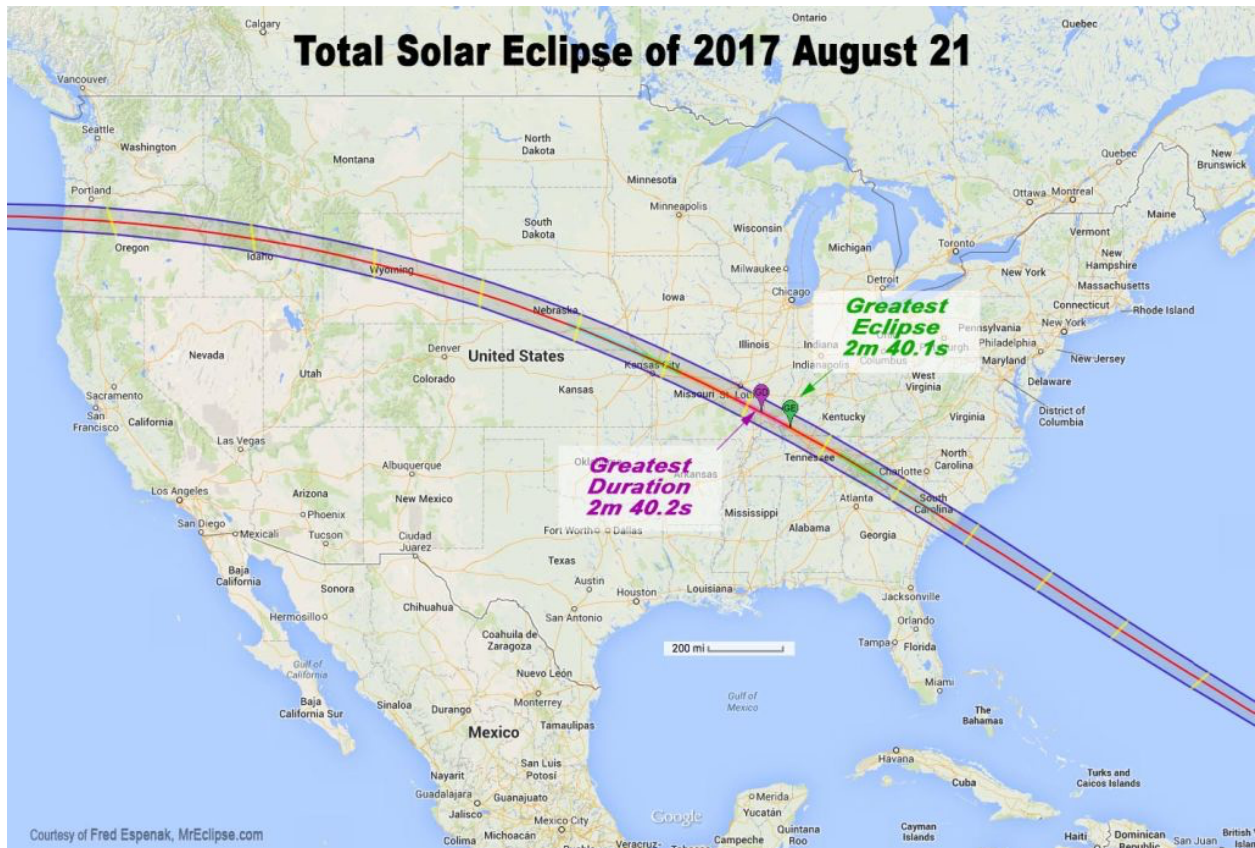 Total Solar Eclipse of 2017 August 21
Calgary
Ontario
Quebec
Vancouver
Seattle
Washington
Montana
North
Dakota
Minnesota
Quebec
New
Brunswick
Ottawa
Montreal
Maine
Portland
Oregon
Idaho
Wyoming
South
Dakota
Minneapolis
Wisconsin
Michigan
Toronto
Vermont
New
Hampshire
New York
Massachusetts
Connecticut
Rhode Island
Milwaukee
Detroit
Chicago
Iowa
Nebraska
Greatest
Eclipse
2m 40.1s
Pennsylvania
New York
Philadelphia
Maryland
New Jersey
Nevada
Utah
Denver
Colorado
United States
Kansas City
Kansas
Illinois
Indiana
Indianapolis
Columbus
West
Virginia
Delaware
District of
Columbia
Sacramento
San
Francisco
California
Missouri
GD
GE
Kentucky
Virginia
Las Vegas
Albuquerque
New Mexico
Tennessee
Charlotte
North
Carolina
Greatest
Duration
2m 40.2s
Arkansas
Los Angeles
Arizona
Phoenix
San Diego
Mexicali
Tucson
Ciudad
Juarez
Fort Worth
Dallas
Mississippi
Alabama
Atlanta
Georgia
South
Carolina
Texas
Baja
California
Sonora
Chihuahua
Austin
Houston
San Antonio
Louisiana
Jacksonville
Hermosillo
Coahuila de
Zaragoza
200 mi
Orlando
Tampa
Florida
Gulf of
California
Nuevo León
Monterrey
Gulf of
Mexico
Miami
Baja
California Sur
Sinaloa
Durango
Tamaulipas
The
Bahamas
Mexico
Havana
Cuba
Turks and
Caicos Islands
Nayarit
San Luis
Potosí
Guadalajara
Guanajuato
Jalisco
Google
Merida
Yucatán
Courtesy of Fred Espenak, MrEclipse.com
Colima
Michoacán
Mexico City
Veracruz
Campeche
Quintana
Roo
Cayman
Islands
Haiti
Dominican
Republic
San Juan
British